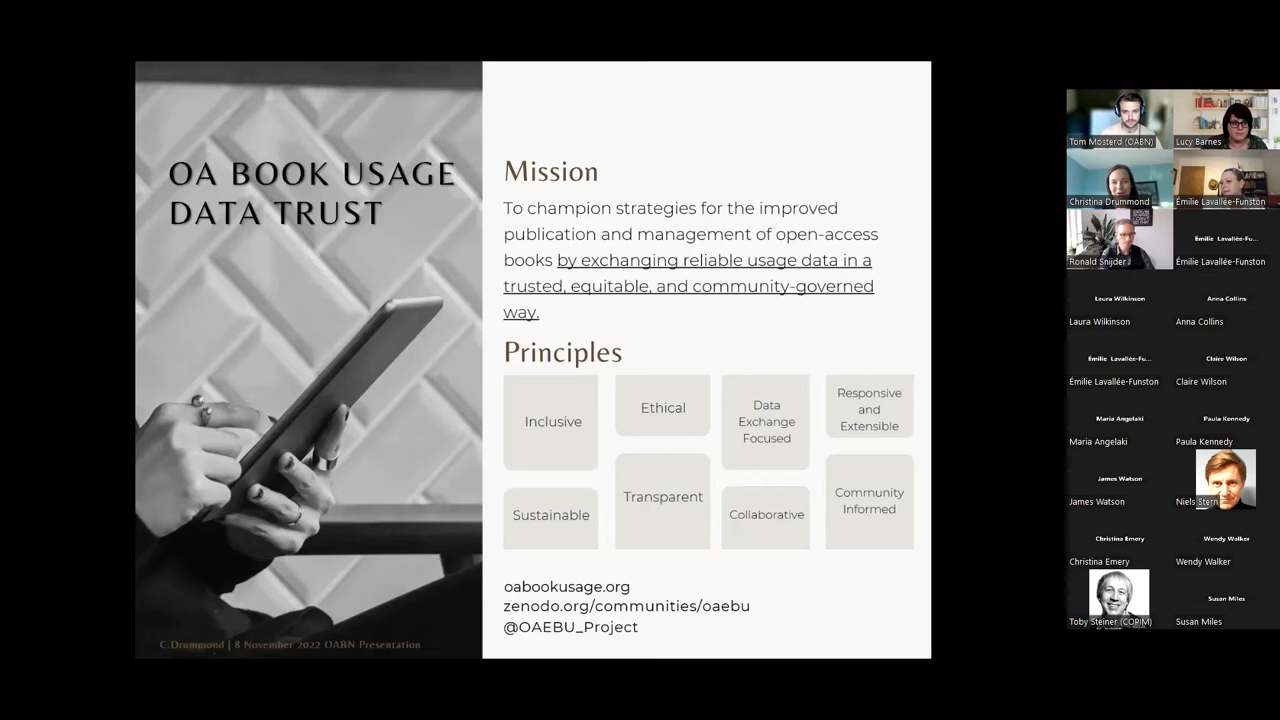 OA BOOK USAGE
DATA TRUST
C.Drummond | 8 November 2022 OABN Presentation
Mission
To champion strategies for the improved
publication and management of open-access
books by exchanging reliable usage data in a
trusted, equitable, and community-governed
way.
Principles
Inclusive
Ethical
Data
Exchange
Focused
Responsive
and
Extensible
Sustainable
Transparent
Collaborative
Community
Informed
oabookusage.org
zenodo.org/communities/oaebu
@OAEBU_Project
Tom Mosterd (OABN)
Lucy Barnes
Christina Drummond
Émilie Lavallée-Funston
Ronald Snijder
Émilie Lavallée-Fu...
Émilie Lavallée-Funston
Laura Wilkinson
Laura Wilkinson
Anna Collins
Anna Collins
Émilie Lavallée-Fu...
Émilie Lavallée-Funston
Claire Wilson
Claire Wilson
Maria Angelaki
Maria Angelaki
Paula Kennedy
Paula Kennedy
James Watson
James Watson
Niels Stern
Christina Emery
Christina Emery
Wendy Walker
Wendy Walker
Toby Steiner (COPIM)
Susan Miles
Susan Miles